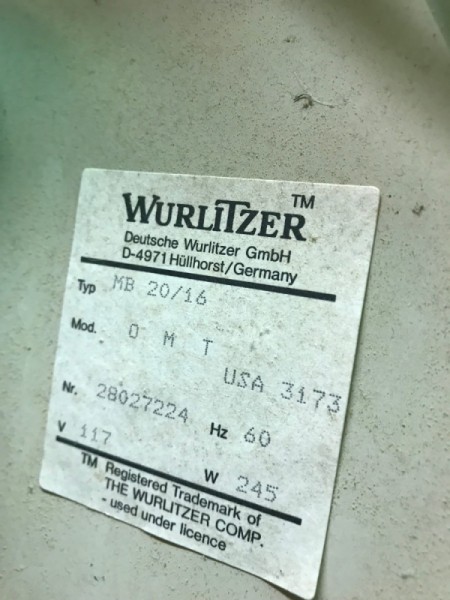 WURLITZER™
Deutsche Wurlitzer GmbH
D-4971 Hüllhorst/Germany
Typ MB 20/16
Mod. O M T
USA 3173
Nr. 28027224 Hz 60
V 117 W 245
TM Registered Trademark of
THE WURLITZER COMP.
- used under licence